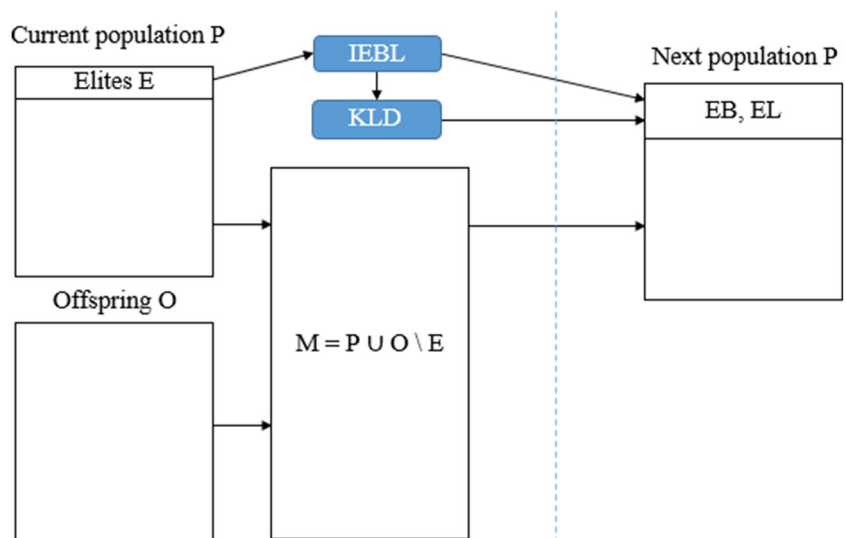 Current population P
Elites E
IEBL
KLD
Next population P
EB, EL
Offspring O
M = P ∪ O \ E